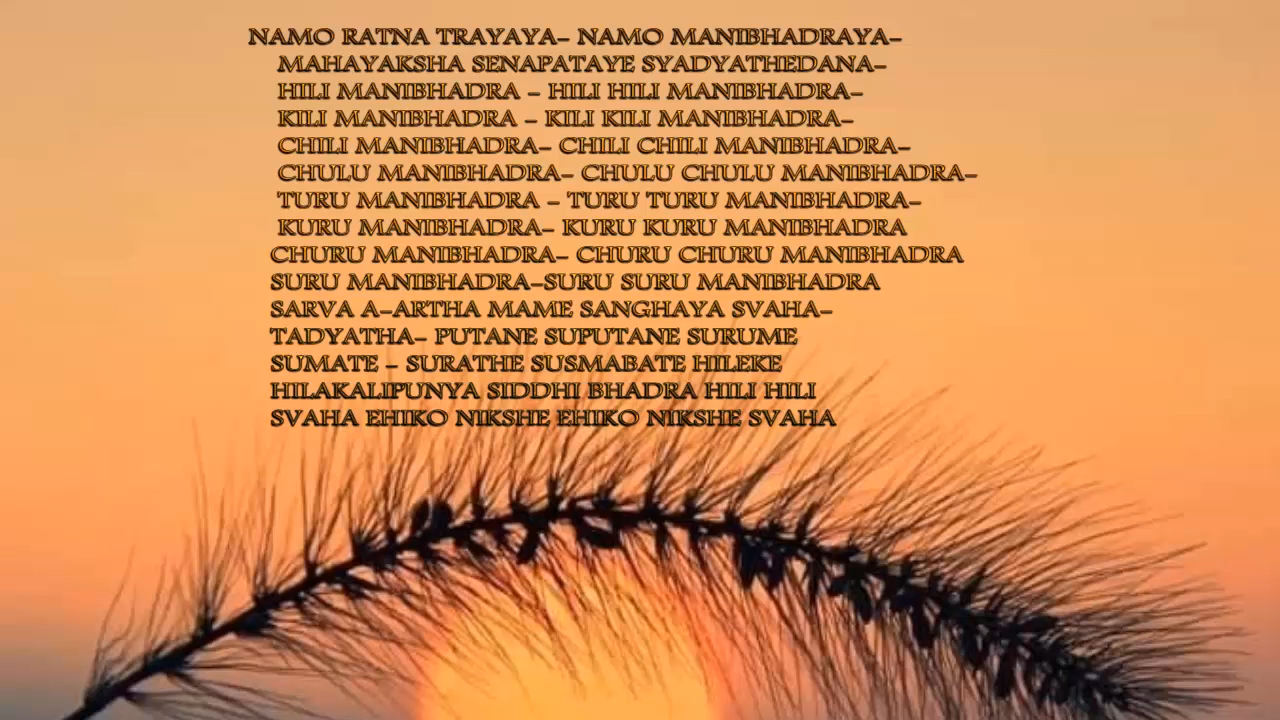 NAMO RATNA TRAYAYA– NAMO MANIBHADRAYA–
MAHAYAKSHA SENAPATAYE SYADYATHEDANA–
HILI MANIBHADRA – HILI HILI MANIBHADRA–
KILI MANIBHADRA – KILI KILI MANIBHADRA–
CHILI MANIBHADRA– CHILI CHILI MANIBHADRA–
CHULU MANIBHADRA– CHULU CHULU MANIBHADRA–
TURU MANIBHADRA – TURU TURU MANIBHADRA–
KURU MANIBHADRA– KURU KURU MANIBHADRA
CHURU MANIBHADRA– CHURU CHURU MANIBHADRA
SURU MANIBHADRA–SURU SURU MANIBHADRA
SARVA A–ARTHA MAME SANGHAYA SVAHA–
TADYATHA– PUTANE SUPUTANE SURUME
SUMATE – SURATHE SUSMABATE HILEKE
HILAKALIPUNYA SIDDHI BHADRA HILI HILI
SVAHA EHIKO NIKSHE EHIKO NIKSHE SVAHA